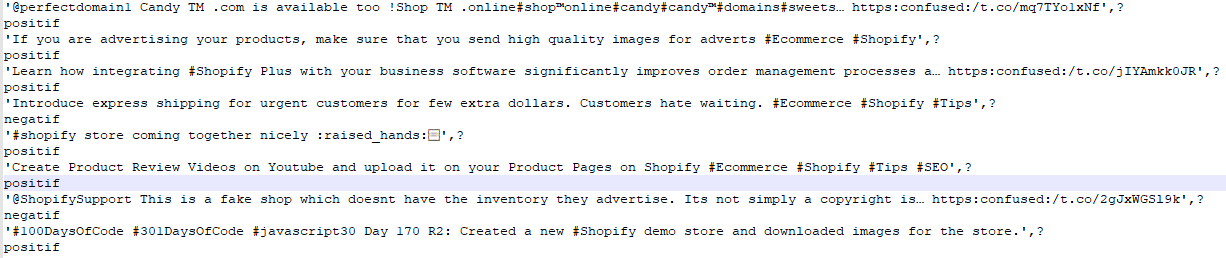 '@perfectdomain1 Candy TM .com is available too !Shop TM .online#shop™online#candy#candy™#domains#sweets… https:confused:/t.co/mq7TYo1xNf',?
positif
'If you are advertising your products, make sure that you send high quality images for adverts #Ecommerce #Shopify',?
positif
'Learn how integrating #Shopify Plus with your business software significantly improves order management processes a… https:confused:/t.co/jIYAmkk0JR',?
positif
'Introduce express shipping for urgent customers for few extra dollars. Customers hate waiting. #Ecommerce #Shopify #Tips',?
negatif
'#shopify store coming together nicely :raised_hands:',?
positif
'Create Product Review Videos on Youtube and upload it on your Product Pages on Shopify #Ecommerce #Shopify #Tips #SEO',?
positif
'@ShopifySupport This is a fake shop which doesnt have the inventory they advertise. Its not simply a copyright is… https:confused:/t.co/2gJxWGSl9k',?
negatif
'#100DaysOfCode #301DaysOfCode #javascript30 Day 170 R2: Created a new #Shopify demo store and downloaded images for the store.',?
positif